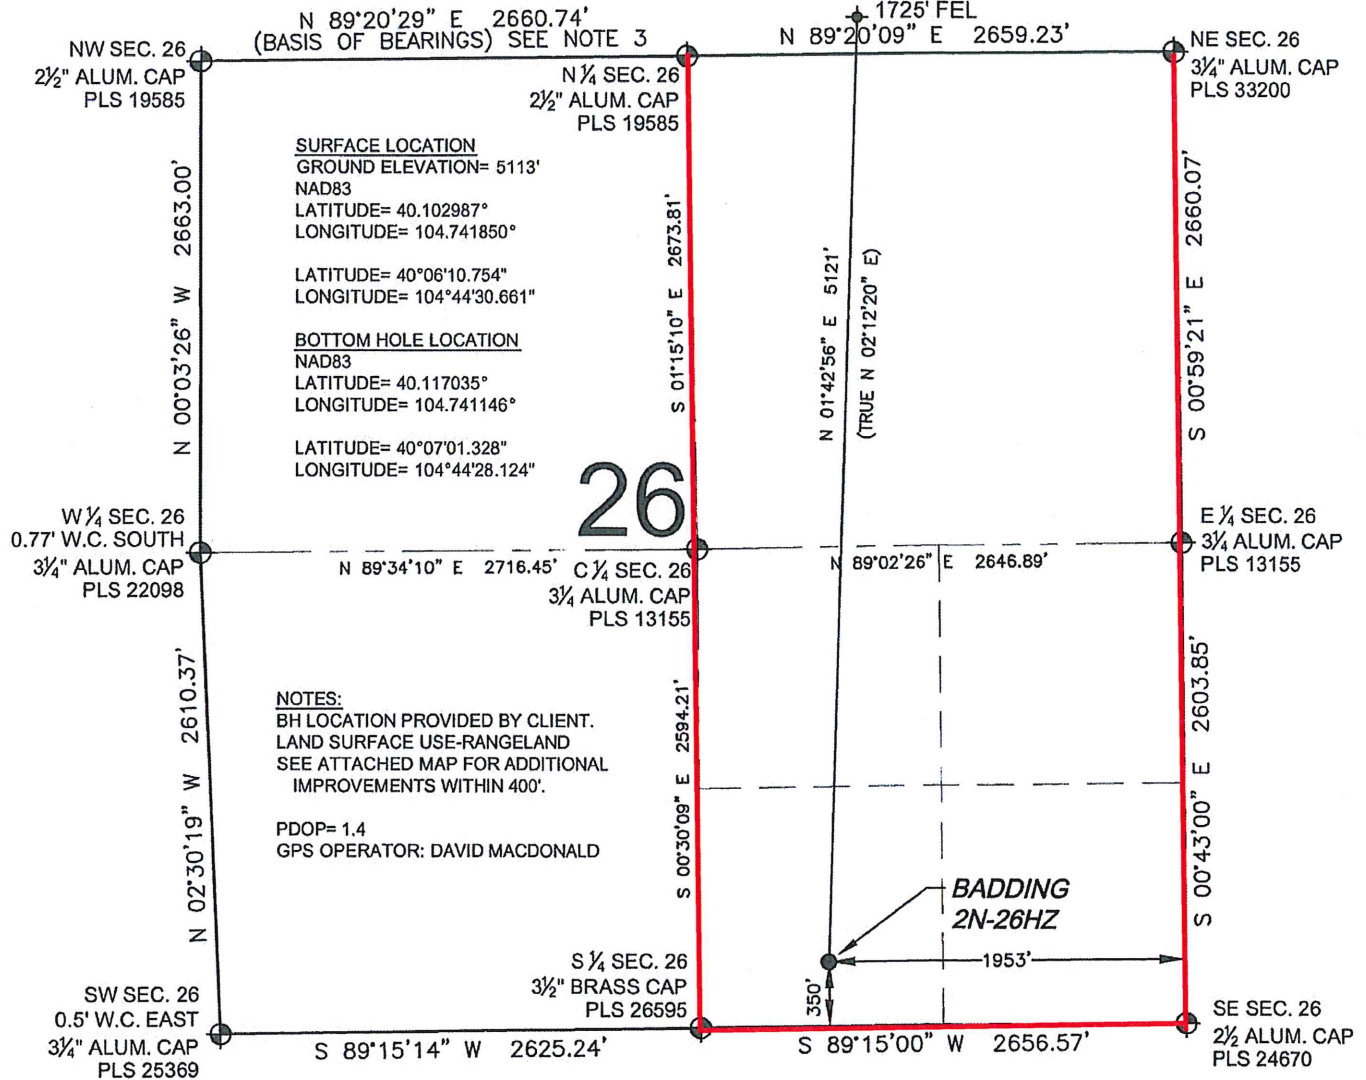 N 89°20'29" E 2660.74'
(BASIS OF BEARINGS) SEE NOTE 3
1725' FEL
N 89°20'09" E 2659.23'
NW SEC. 26
2½" ALUM. CAP
PLS 19585
N ¼ SEC. 26
2½" ALUM. CAP
PLS 19585
NE SEC. 26
3¼" ALUM. CAP
PLS 33200
SURFACE LOCATION
GROUND ELEVATION= 5113'
NAD83
LATITUDE= 40.102987°
LONGITUDE= 104.741850°
LATITUDE= 40°06'10.754"
LONGITUDE= 104°44'30.661"
BOTTOM HOLE LOCATION
NAD83
LATITUDE= 40.117035°
LONGITUDE= 104.741146°
LATITUDE= 40°07'01.328"
LONGITUDE= 104°44'28.124"
N 00°03'26" W 2663.00'
S 01°15'10" E 2673.81'
N 01°42'56" E 5121'
(TRUE N 02°12'20" E)
S 00°59'21" E 2660.07'
26
W ¼ SEC. 26
0.77' W.C. SOUTH
3¼" ALUM. CAP
PLS 22098
N 89°34'10" E 2716.45'
C ¼ SEC. 26
3¼ ALUM. CAP
PLS 13155
N 89°02'26" E 2646.89'
E ¼ SEC. 26
3¼ ALUM. CAP
PLS 13155
N 02°30'19" W 2610.37'
NOTES:
BH LOCATION PROVIDED BY CLIENT.
LAND SURFACE USE-RANGELAND
SEE ATTACHED MAP FOR ADDITIONAL
IMPROVEMENTS WITHIN 400'.
PDOP= 1.4
GPS OPERATOR: DAVID MACDONALD
S 00°30'09" E 2594.21'
S 00°43'00" E 2603.85'
BADDING
2N-26HZ
1953'
350'
S ¼ SEC. 26
3½" BRASS CAP
PLS 26595
SW SEC. 26
0.5' W.C. EAST
3¼" ALUM. CAP
PLS 25369
S 89°15'14" W 2625.24'
S 89°15'00" W 2656.57'
SE SEC. 26
2½ ALUM. CAP
PLS 24670